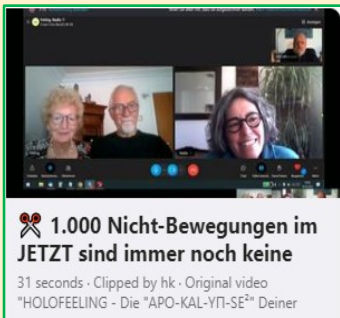 1.000 Nicht-Bewegungen im
JETZT sind immer noch keine
31 seconds · Clipped by hk · Original video
"HOLOFEELING - Die "APO-KAL-YΠ-SE²" Deiner